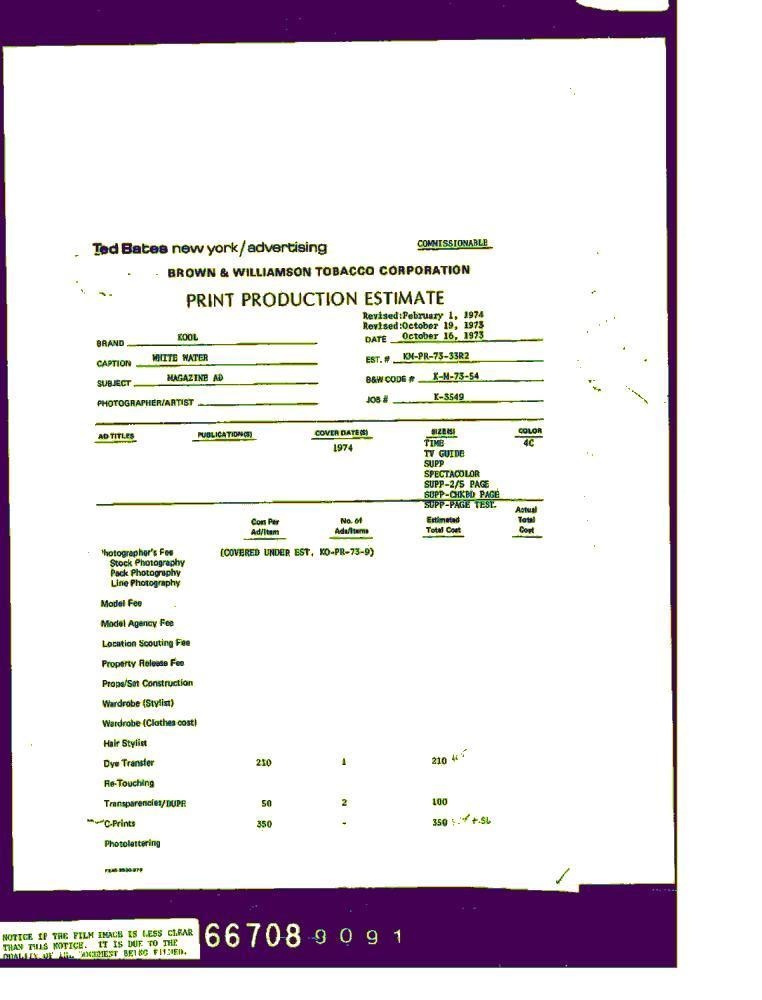 Ted Bates new york/advertising COMMISSIONABLE
BROWN & WILLIAMSON TOBACCO CORPORATION
PRINT PRODUCTION ESTIMATE
Revised:February 1, 1974
Revised:October 19, 1973
BRAND KOOL DATE October 16, 1973
CAPTION WHITE WATER EST. # KM-PR-73-33R2
SUBJECT MAGAZINE AD B&W CODE # K-M-73-54
PHOTOGRAPHER/ARTIST JOB # K-3549
AD TITLES PUBLICATION(S) COVER DATE(S) SIZE(S) COLOR
1974 TIME 4C
TV GUIDE
SUPP
SPECTACOLOR
SUPP-2/5 PAGE
SUPP-CHKBD PAGE
SUPP-PAGE TEST.
Cost Per Ad/Item No. of Ads/Items Estimated Total Cost Actual Total Cost
Photographer's Fee (COVERED UNDER EST. KO-PR-73-9)
Stock Photography
Pack Photography
Line Photography
Model Fee
Model Agency Fee
Location Scouting Fee
Property Release Fee
Props/Set Construction
Wardrobe (Stylist)
Wardrobe (Clothes cost)
Hair Stylist
Dye Transfer 210 1 210
Re-Touching
Transparencies/DUPE 50 2 100
C-Prints 350 - 350
Photolettering
NOTICE IF THE FILM IMAGE IS LESS CLEAR
THAN THIS NOTICE. IT IS DUE TO THE
QUALITY OF THE DOCUMENT BEING FILMED.
66708 9091